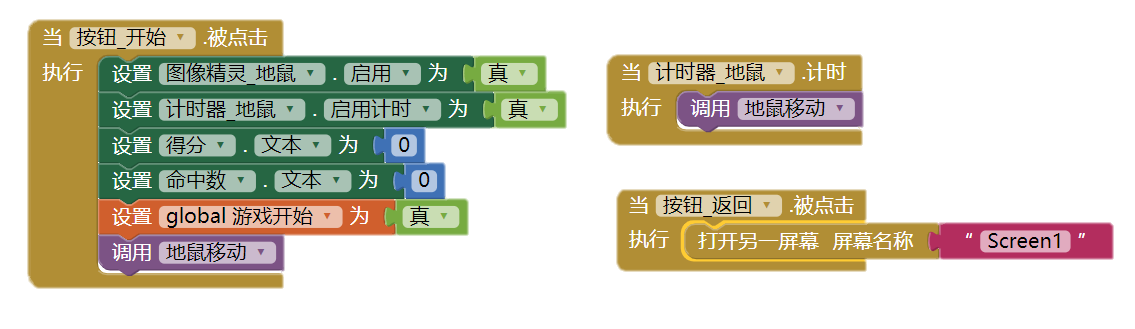 当 按钮_开始 .被点击
执行 设置 图像精灵_地鼠 . 启用 为 真
设置 计时器_地鼠 . 启用计时 为 真
设置 得分 . 文本 为 0
设置 命中数 . 文本 为 0
设置 global 游戏开始 为 真
调用 地鼠移动
当 计时器_地鼠 .计时
执行 调用 地鼠移动
当 按钮_返回 .被点击
执行 打开另一屏幕 屏幕名称 “ Screen1 ”